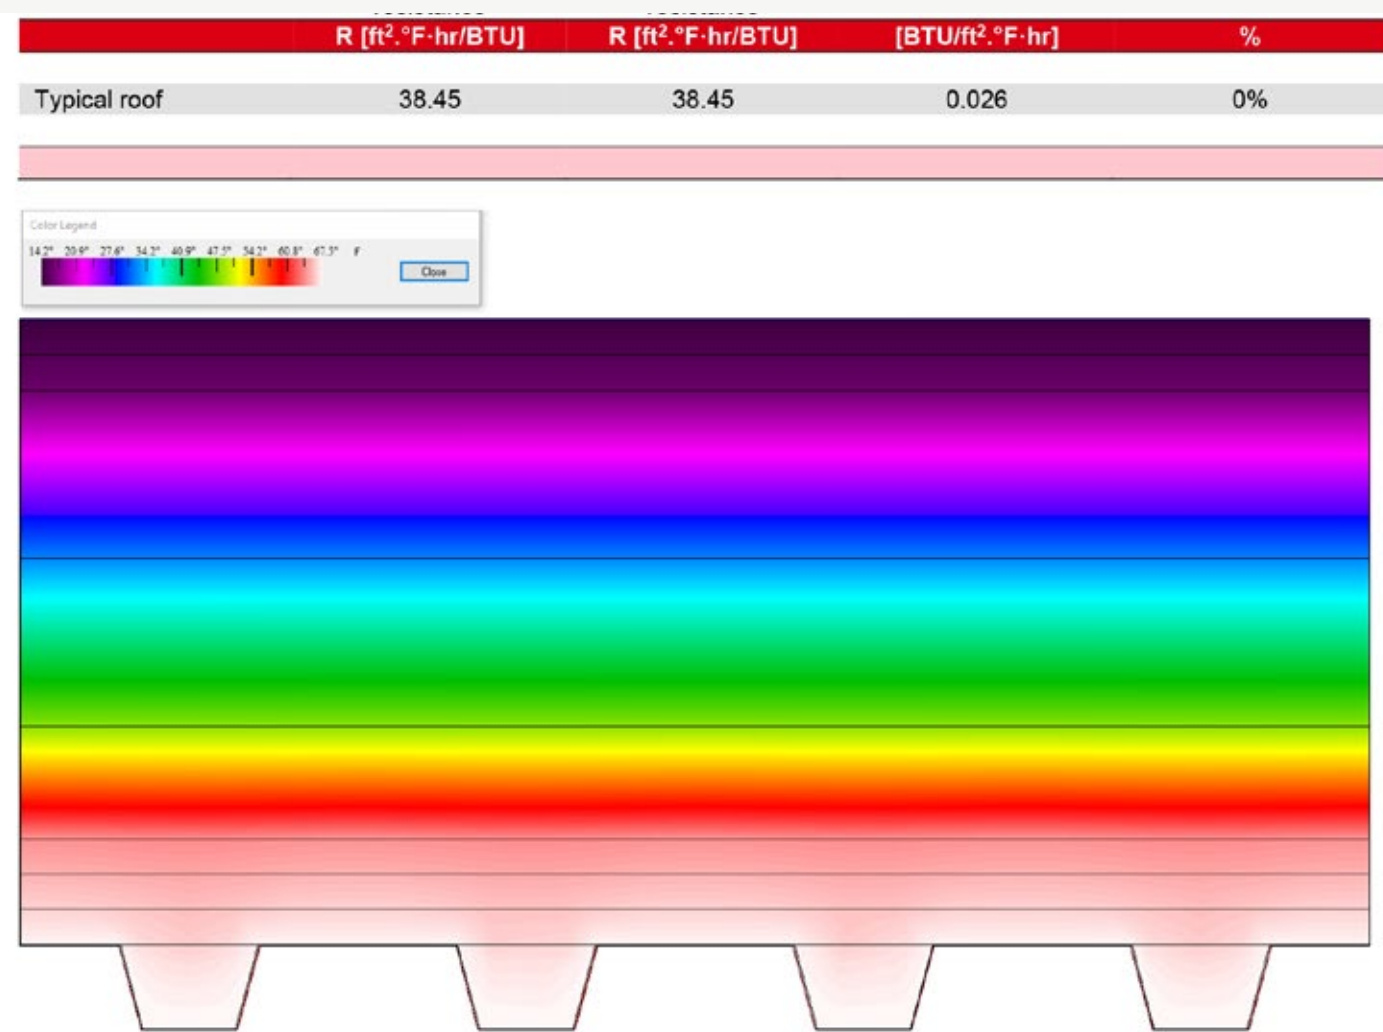 R [ft².°F·hr/BTU] R [ft².°F·hr/BTU] [BTU/ft².°F·hr] %
Typical roof 38.45 38.45 0.026 0%
Color Legend
14.2° 20.9° 27.6° 34.2° 40.9° 47.5° 54.2° 60.8° 67.5° F
Close